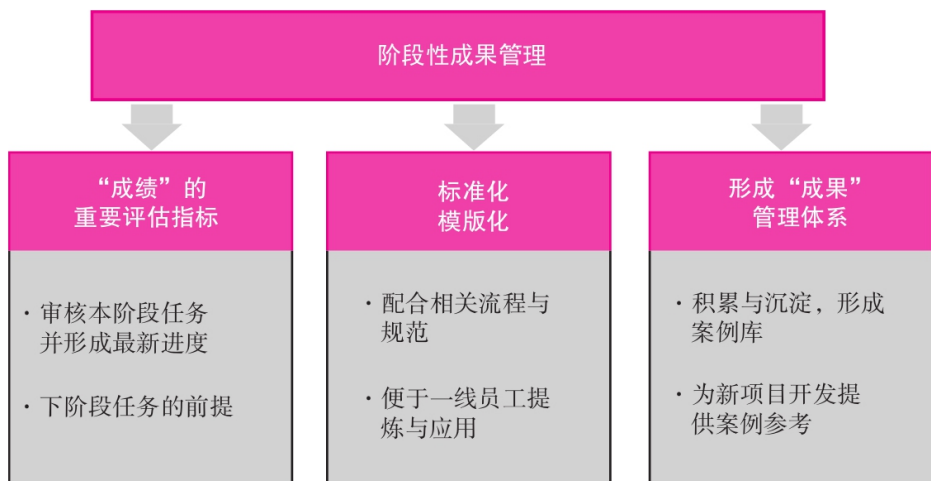 阶段性成果管理
“成绩”的
重要评估指标
·审核本阶段任务
并形成最新进度
·下阶段任务的前提
标准化
模版化
·配合相关流程与
规范
·便于一线员工提
炼与应用
形成“成果”
管理体系
·积累与沉淀，形成
案例库
·为新项目开发提
供案例参考